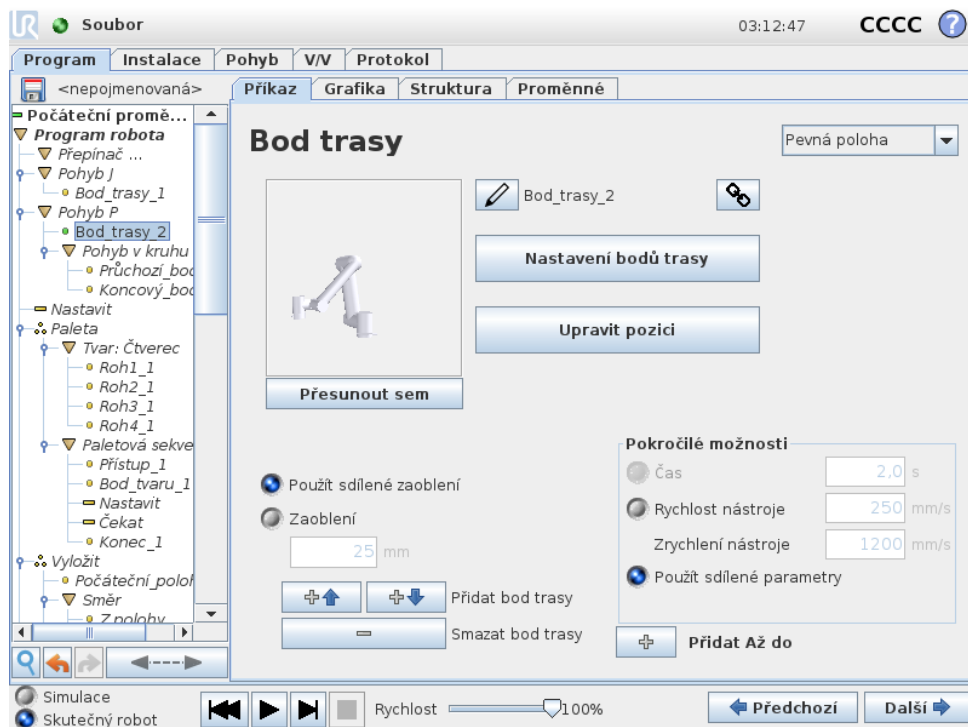 UR Soubor 03:12:47 CCCC ?
Program Instalace Pohyb V/V Protokol
<nepojmenovaná> Příkaz Grafika Struktura Proměnné
Počáteční promě...
Program robota
Přepínač ...
Pohyb J
Bod_trasy_1
Pohyb P
Bod_trasy_2
Pohyb v kruhu
Průchozí_bod
Koncový_bod
Nastavit
Paleta
Tvar: Čtverec
Roh1_1
Roh2_1
Roh3_1
Roh4_1
Paletová sekve
Přístup_1
Bod_tvaru_1
Nastavit
Čekat
Konec_1
Vyložit
Počáteční_poloh
Směr
Z polohy
Bod trasy
Pevná poloha
Bod_trasy_2
Nastavení bodů trasy
Upravit pozici
Přesunout sem
Použít sdílené zaoblení
Zaoblení
25 mm
Přidat bod trasy
Smazat bod trasy
Pokročilé možnosti
Čas 2,0 s
Rychlost nástroje 250 mm/s
Zrychlení nástroje 1200 mm/s
Použít sdílené parametry
Přidat Až do
Simulace
Skutečný robot
Rychlost 100%
Předchozí
Další